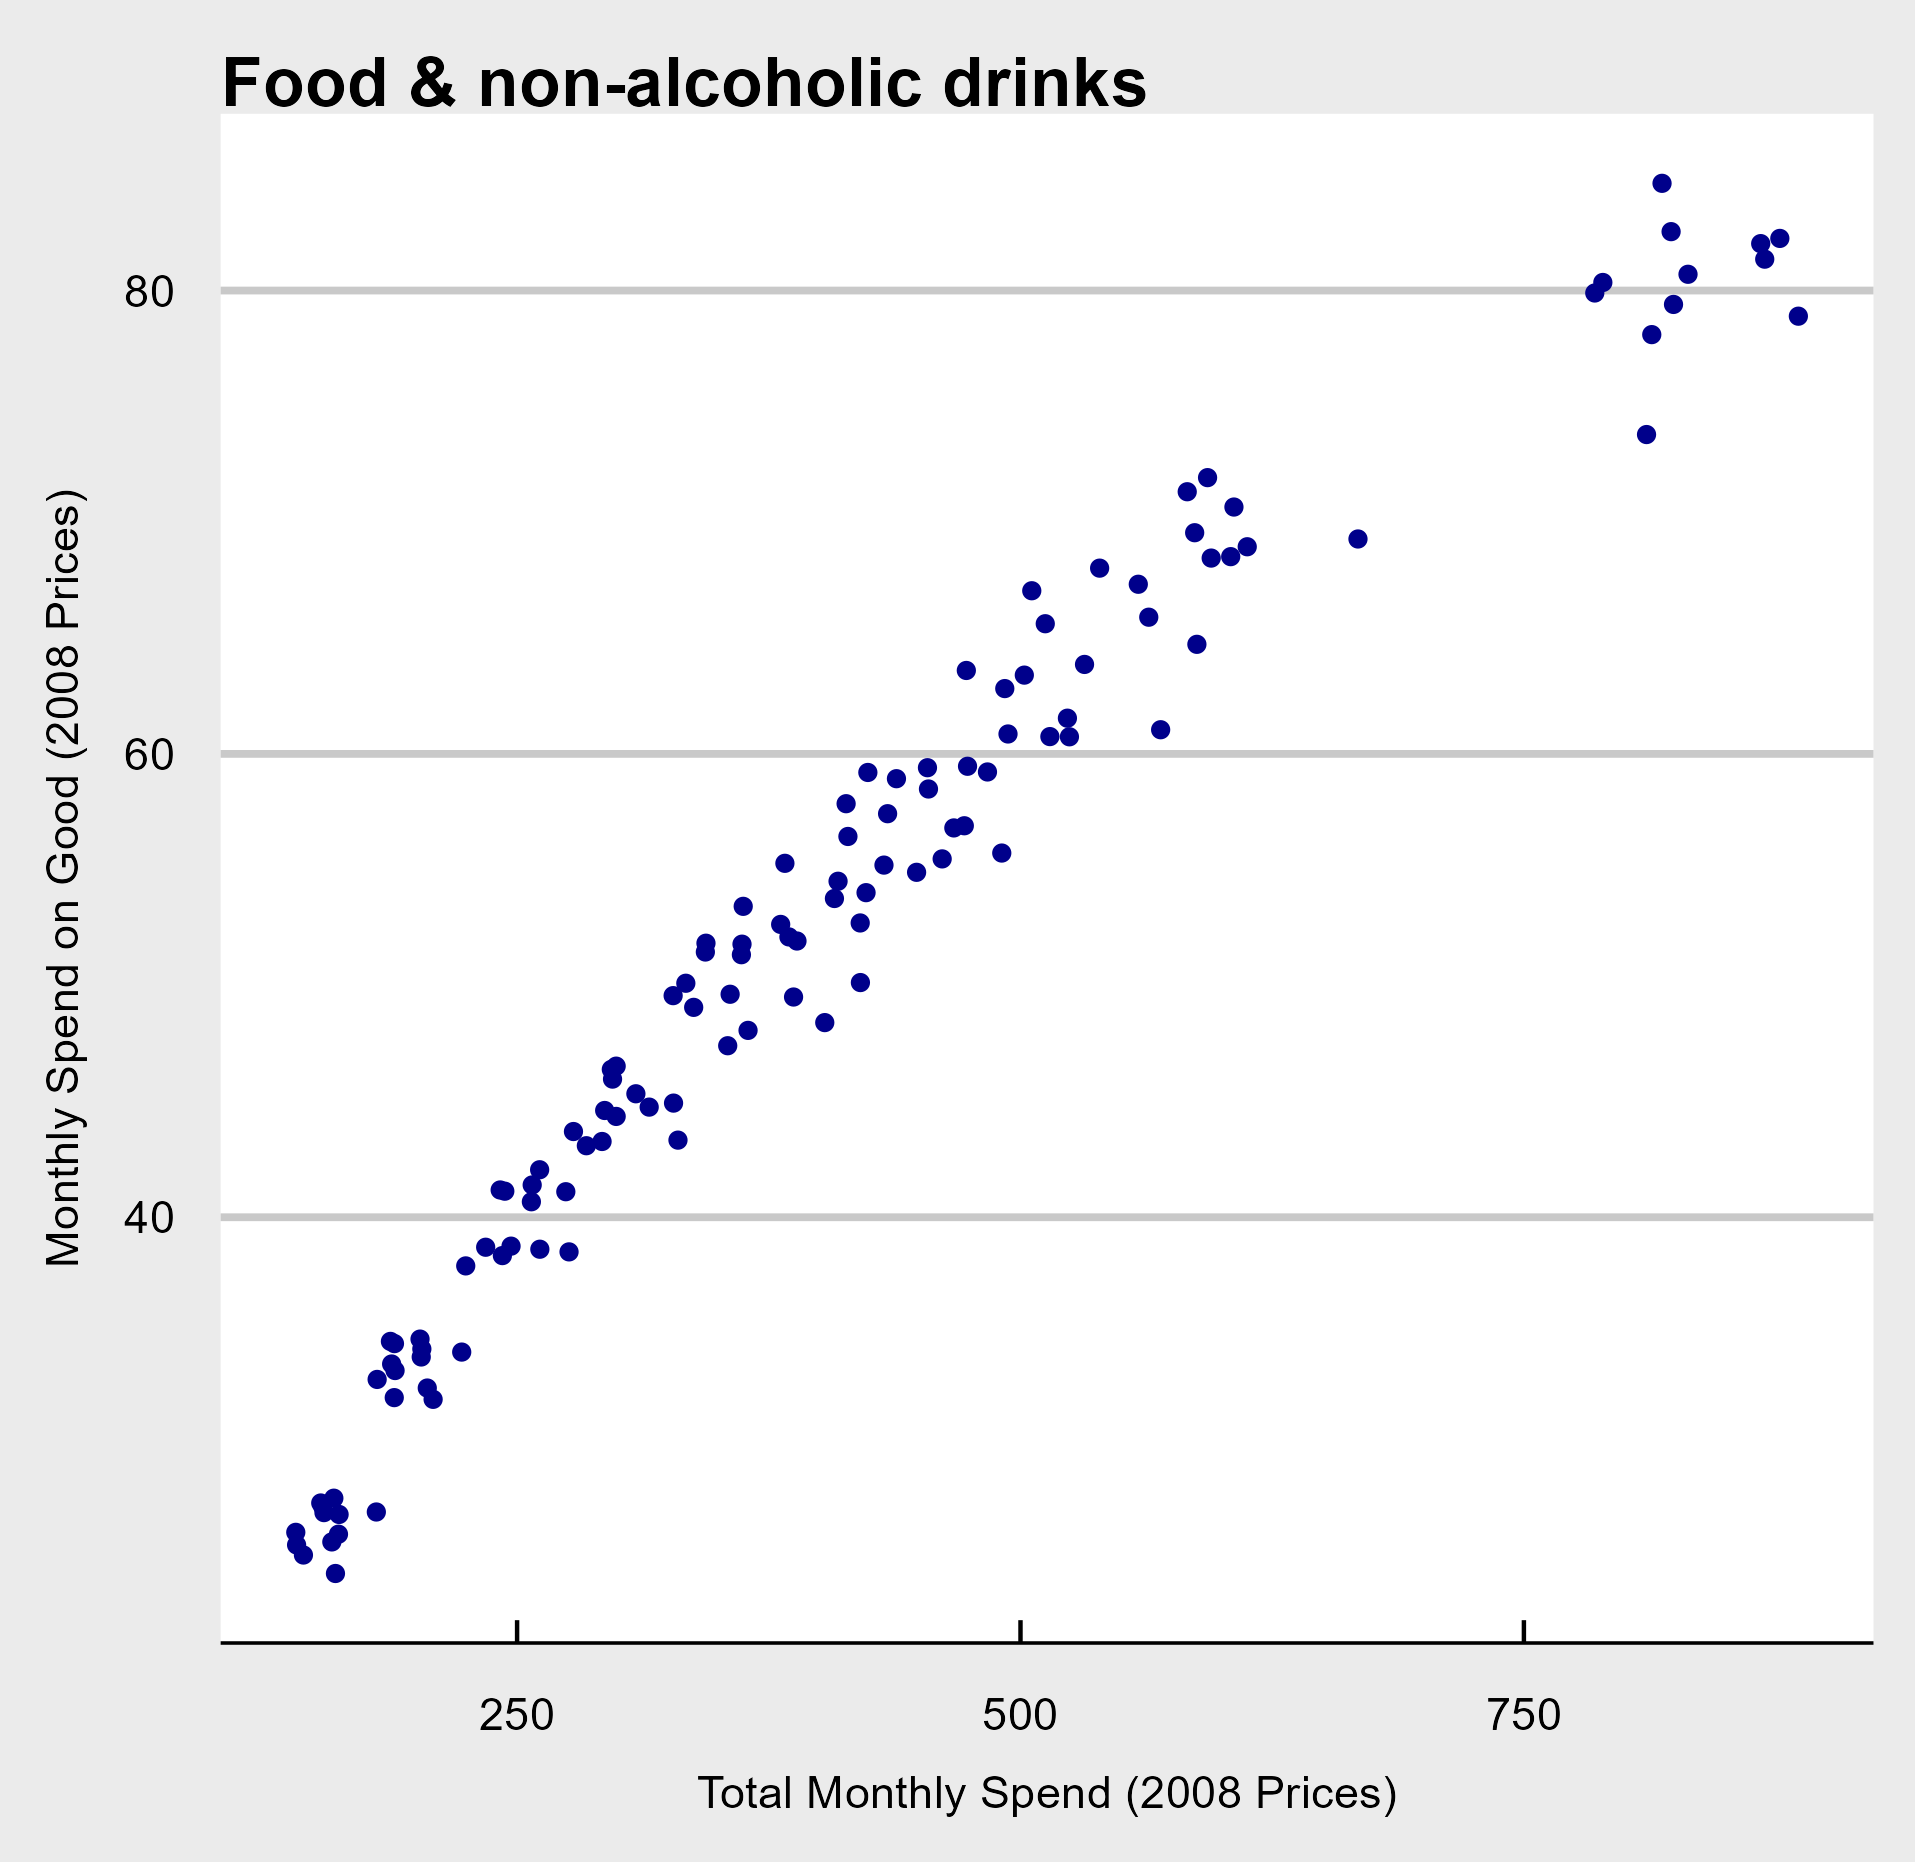 Food & non-alcoholic drinks
Monthly Spend on Good (2008 Prices)
80
60
40
250
500
750
Total Monthly Spend (2008 Prices)